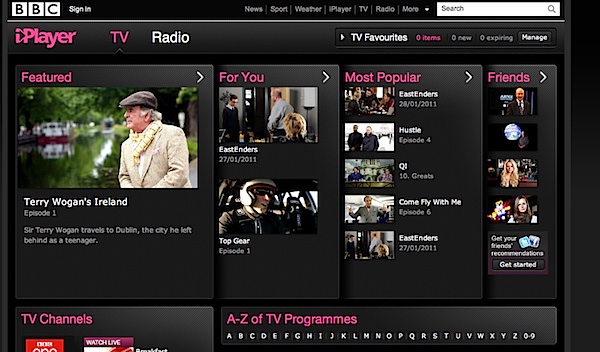 BBC
Sign in
News
Sport
Weather
iPlayer
TV
Radio
More
Search
iPlayer
TV
Radio
TV Favourites
0 items
0 new
0 expiring
Manage
Featured
Terry Wogan's Ireland
Episode 1
Sir Terry Wogan travels to Dublin, the city he left
behind as a teenager.
For You
EastEnders
27/01/2011
Top Gear
Episode 1
Most Popular
EastEnders
28/01/2011
Hustle
Episode 4
QI
10. Greats
Come Fly With Me
Episode 6
EastEnders
27/01/2011
Friends
Get your
friends'
recommendations
Get started
TV Channels
BBC
one
WATCH LIVE
Breakfast
A-Z of TV Programmes
A B C D E F G H I J K L M N O P Q R S T U V W X Y Z 0-9